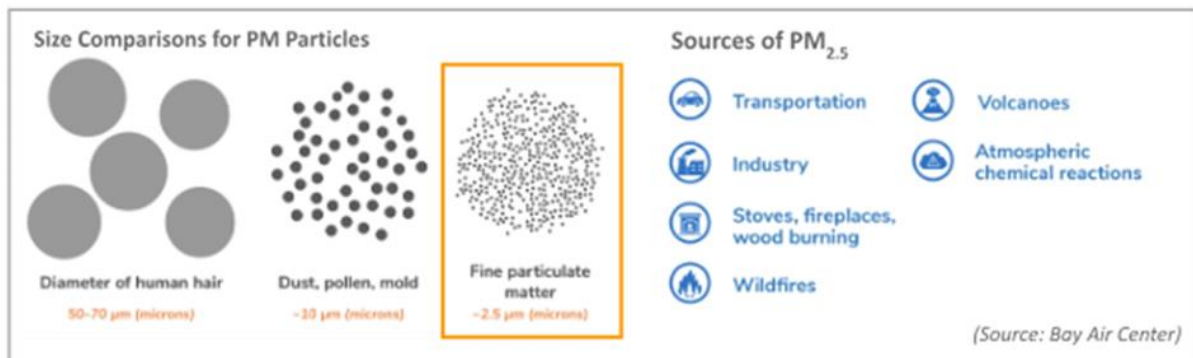 Size Comparisons for PM Particles
Diameter of human hair
50–70 μm (microns)
Dust, pollen, mold
~10 μm (microns)
Fine particulate
matter
~2.5 μm (microns)
Sources of PM2.5
Transportation
Industry
Stoves, fireplaces,
wood burning
Wildfires
Volcanoes
Atmospheric
chemical reactions
(Source: Bay Air Center)